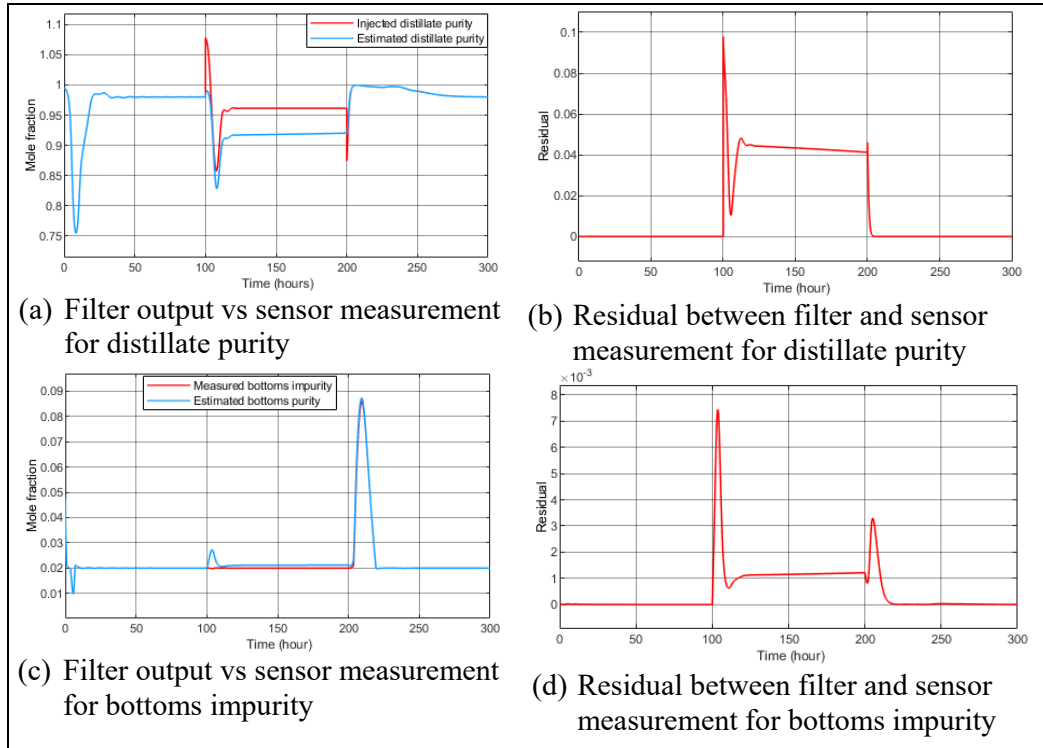 1.1
1.05
1
0.95
0.9
0.85
0.8
0.75
Mole fraction
Injected distillate purity
Estimated distillate purity
0 50 100 150 200 250 300
Time (hours)
(a) Filter output vs sensor measurement
for distillate purity
0.1
0.08
0.06
0.04
0.02
0
Residual
0 50 100 150 200 250 300
Time (hour)
(b) Residual between filter and sensor
measurement for distillate purity
0.09
0.08
0.07
0.06
0.05
0.04
0.03
0.02
0.01
Mole fraction
Measured bottoms impurity
Estimated bottoms purity
0 50 100 150 200 250 300
Time (hour)
(c) Filter output vs sensor measurement
for bottoms impurity
×10⁻³
8
7
6
5
4
3
2
1
0
Residual
0 50 100 150 200 250 300
Time (hour)
(d) Residual between filter and sensor
measurement for bottoms impurity